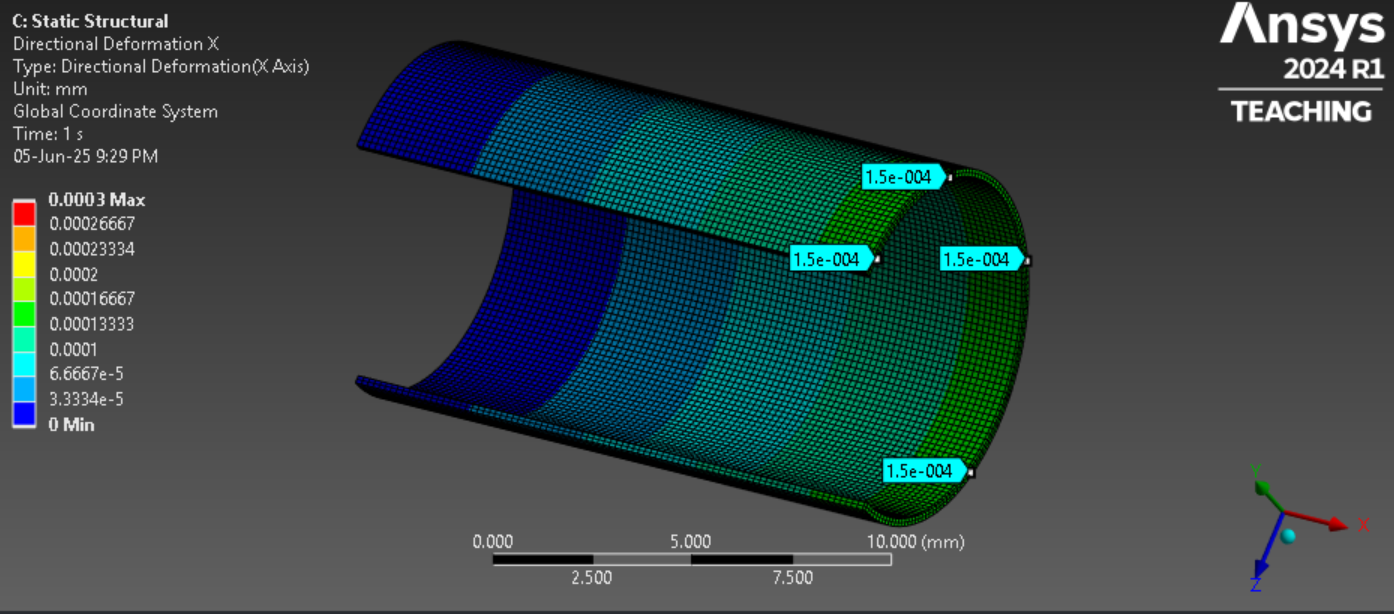 C: Static Structural
Directional Deformation X
Type: Directional Deformation(X Axis)
Unit: mm
Global Coordinate System
Time: 1 s
05-Jun-25 9:29 PM
0.0003 Max
0.00026667
0.00023334
0.0002
0.00016667
0.00013333
0.0001
6.6667e-5
3.3334e-5
0 Min
Ansys
2024 R1
TEACHING
1.5e-004
1.5e-004
1.5e-004
1.5e-004
0.000 5.000 10.000 (mm)
2.500 7.500
Y
X
Z